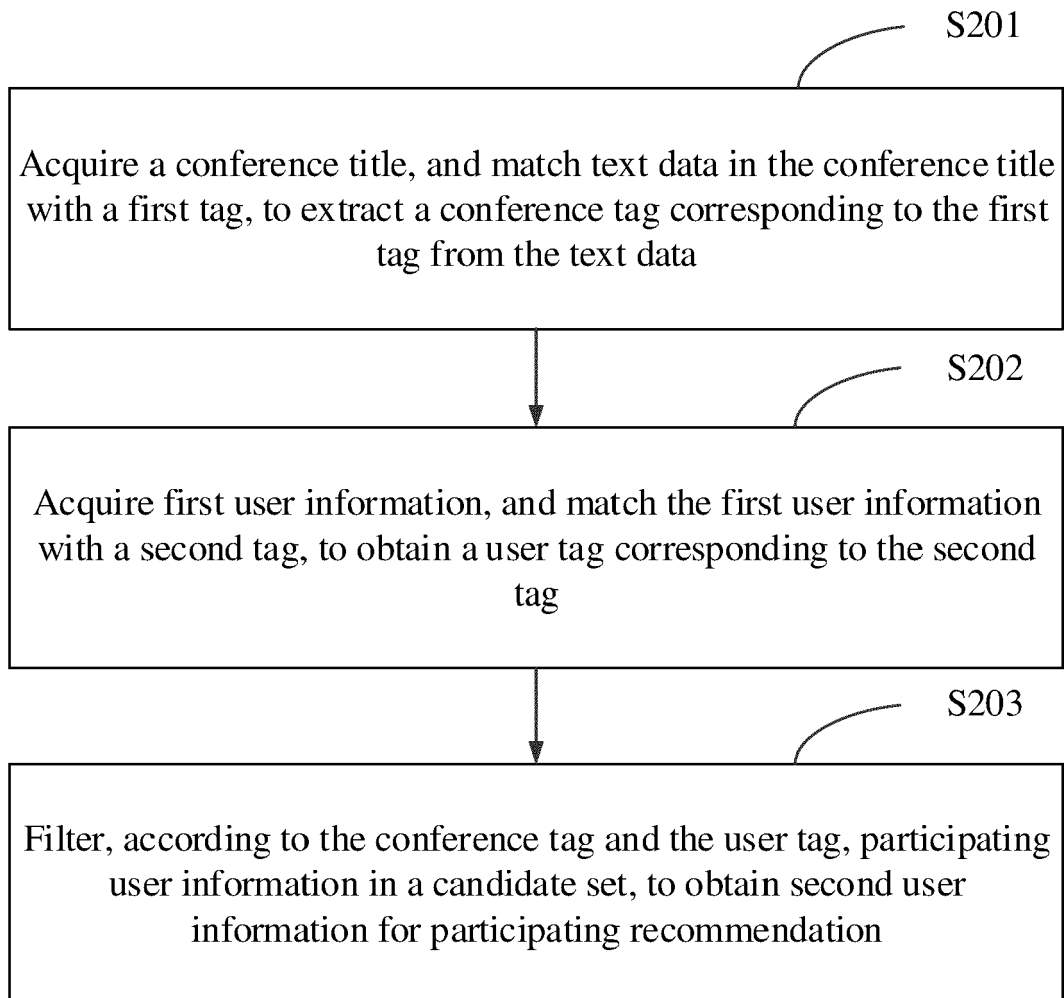 S201
Acquire a conference title, and match text data in the conference title
with a first tag, to extract a conference tag corresponding to the first
tag from the text data
S202
Acquire first user information, and match the first user information
with a second tag, to obtain a user tag corresponding to the second
tag
S203
Filter, according to the conference tag and the user tag, participating
user information in a candidate set, to obtain second user
information for participating recommendation